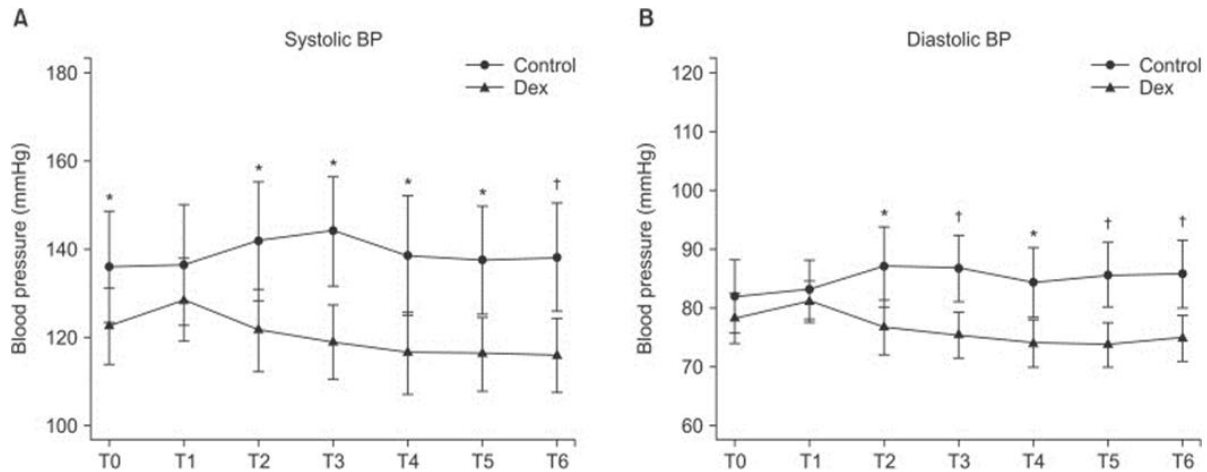 A
Systolic BP
Control
Dex
Blood pressure (mmHg)
180
160
140
120
100
* * * * * †
T0 T1 T2 T3 T4 T5 T6
B
Diastolic BP
Control
Dex
Blood pressure (mmHg)
120
110
100
90
80
70
60
* † * † †
T0 T1 T2 T3 T4 T5 T6